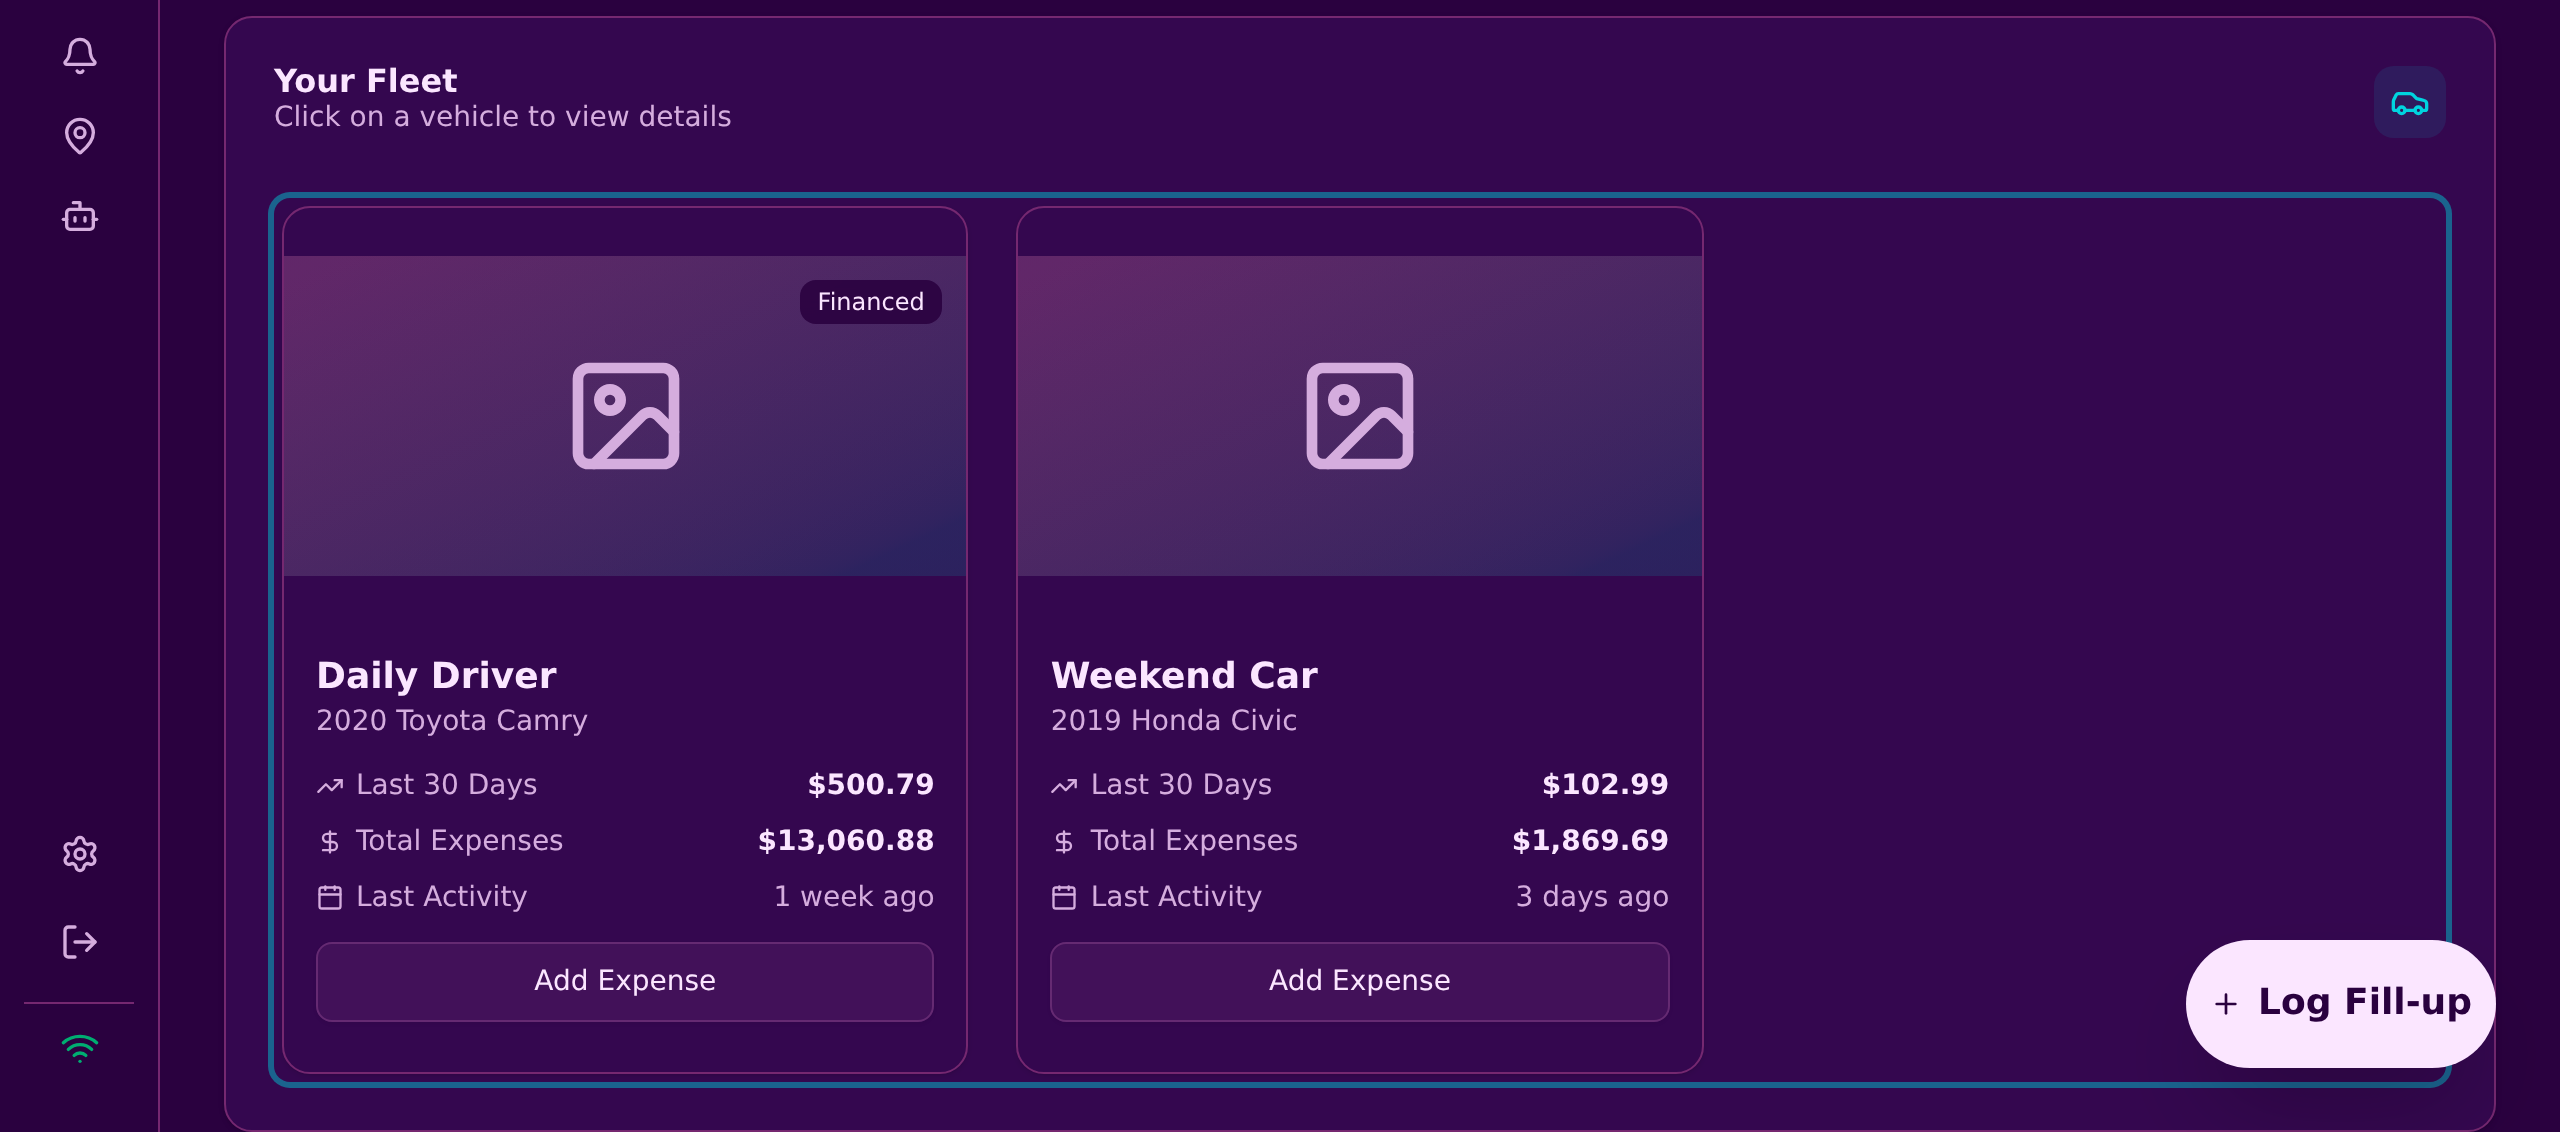 Your Fleet
Click on a vehicle to view details
Financed
Daily Driver
2020 Toyota Camry
Last 30 Days $500.79
Total Expenses $13,060.88
Last Activity 1 week ago
Add Expense
Weekend Car
2019 Honda Civic
Last 30 Days $102.99
Total Expenses $1,869.69
Last Activity 3 days ago
Add Expense
+ Log Fill-up